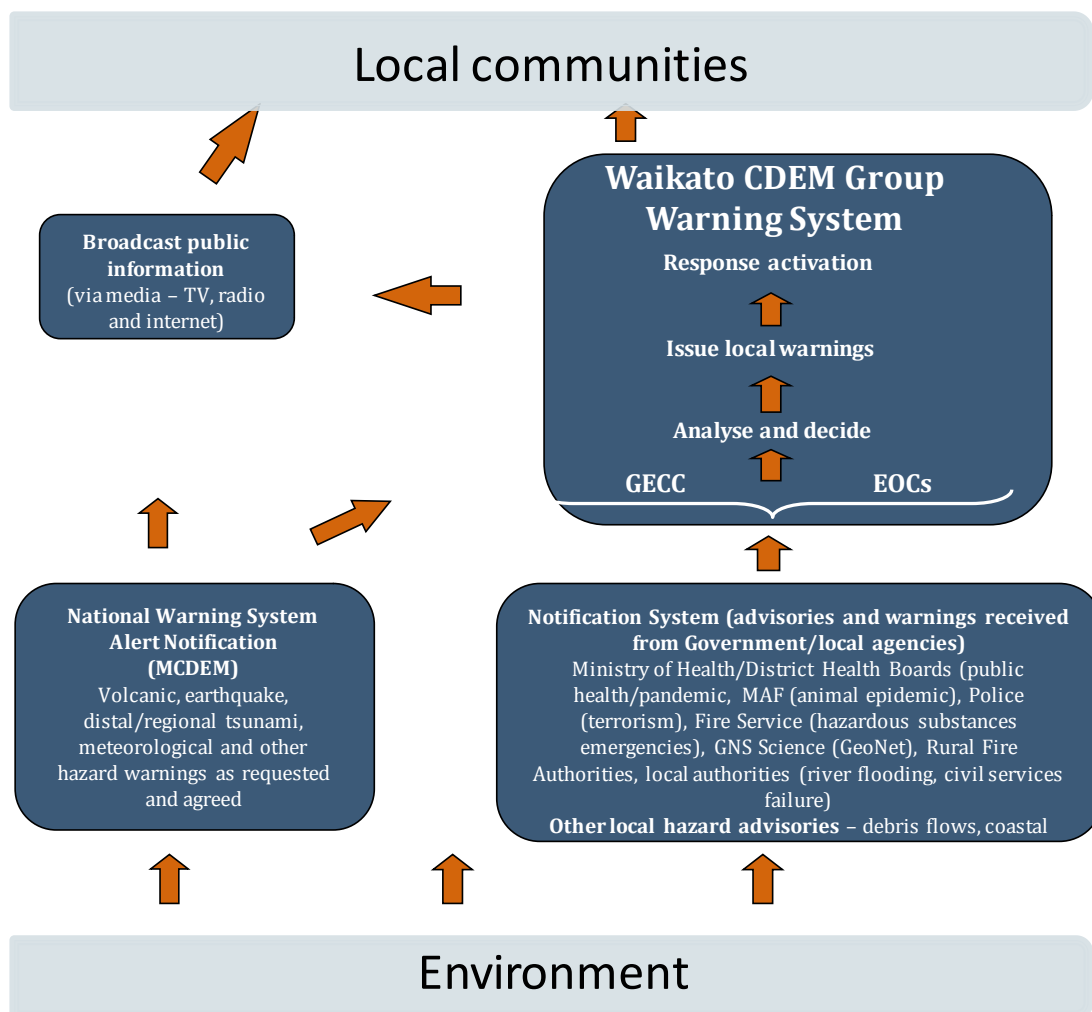 Local communities
Waikato CDEM Group
Warning System
Response activation
Issue local warnings
Analyse and decide
GECC
EOCs
Broadcast public
information
(via media – TV, radio
and internet)
National Warning System
Alert Notification
(MCDEM)
Volcanic, earthquake,
distal/regional tsunami,
meteorological and other
hazard warnings as requested
and agreed
Notification System (advisories and warnings received
from Government/local agencies)
Ministry of Health/District Health Boards (public
health/pandemic, MAF (animal epidemic), Police
(terrorism), Fire Service (hazardous substances
emergencies), GNS Science (GeoNet), Rural Fire
Authorities, local authorities (river flooding, civil services
failure)
Other local hazard advisories – debris flows, coastal
Environment